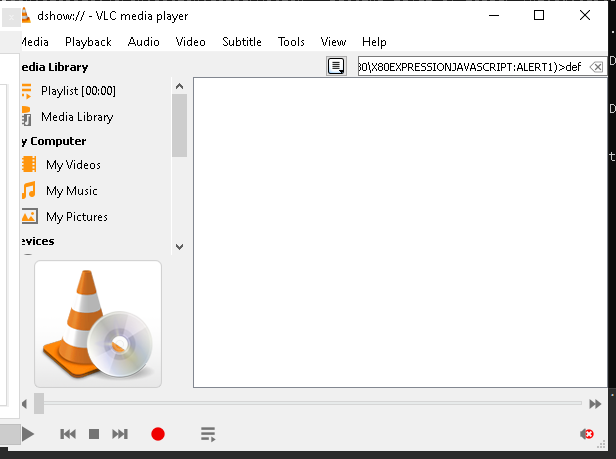 dshow:// - VLC media player
Media Playback Audio Video Subtitle Tools View Help
edia Library
30\X80EXPRESSIONJAVASCRIPT:ALERT1)>def
Playlist [00:00]
Media Library
y Computer
My Videos
My Music
My Pictures
evices